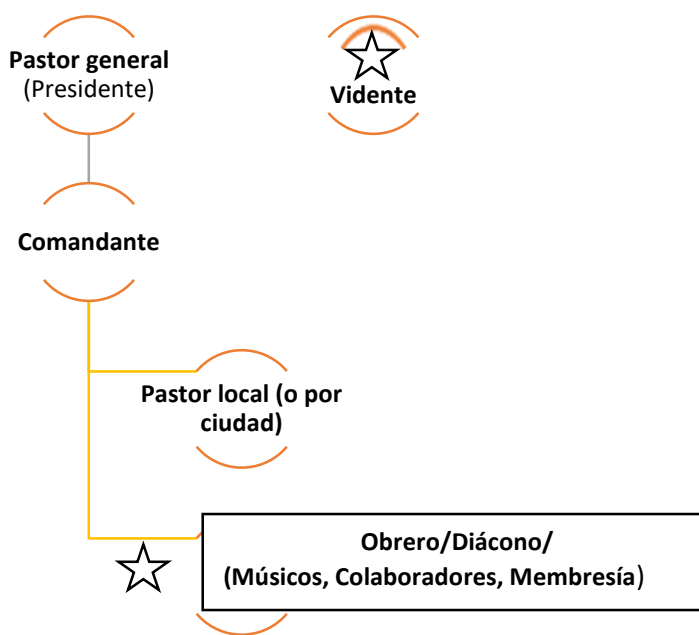 Pastor general
(Presidente)
Vidente
Comandante
Pastor local (o por
ciudad)
Obrero/Diácono/
(Músicos, Colaboradores, Membresía)